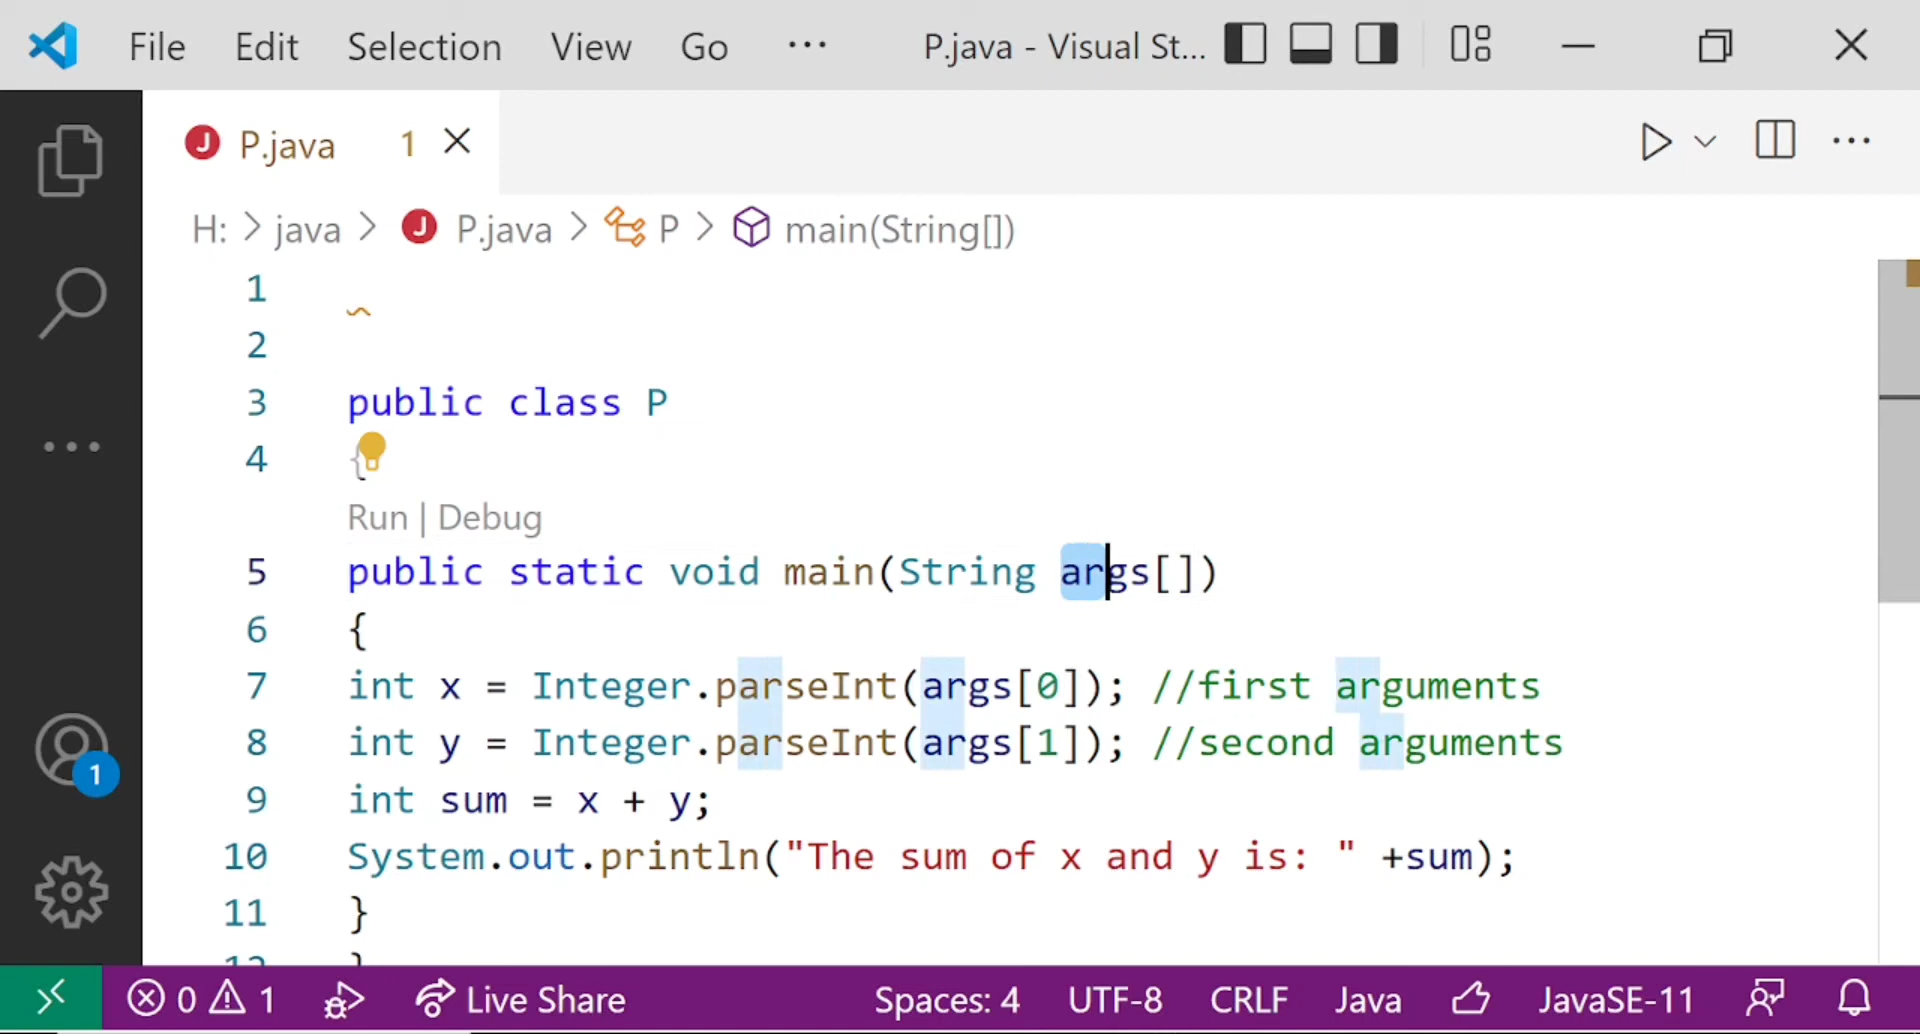 File Edit Selection View Go ··· P.java - Visual St...
J P.java 1
H: > java > J P.java > P > main(String[])
1
2
3 public class P
4 {
Run | Debug
5 public static void main(String args[])
6 {
7 int x = Integer.parseInt(args[0]); //first arguments
8 int y = Integer.parseInt(args[1]); //second arguments
9 int sum = x + y;
10 System.out.println("The sum of x and y is: " +sum);
11 }
12 }
1
0 1 Live Share Spaces: 4 UTF-8 CRLF Java JavaSE-11